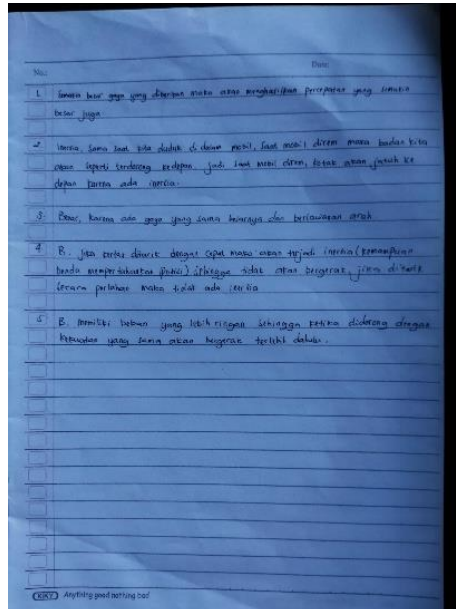 No.: Date:
1. Semakin besar gaya yang diberikan maka akan menghasilkan percepatan yang semakin
besar juga
2. Inersia, sama saat kita duduk di dalam mobil, saat mobil direm maka badan kita
akan seperti terdorong kedepan. Jadi saat mobil direm, kotak akan jatuh ke
depan karena ada inersia.
3. Benar, karena ada gaya yang sama besarnya dan berlawanan arah.
4. B. Jika kertas ditarik dengan cepat maka akan terjadi inersia (kemampuan
benda mempertahankan posisi) sehingga tidak akan bergerak, jika ditarik
secara perlahan maka tidak ada inersia
5. B. Memiliki beban yang lebih ringan sehingga ketika didorong dengan
kekuatan yang sama akan bergerak terlebih dahulu.
KIKY Anything good nothing bad